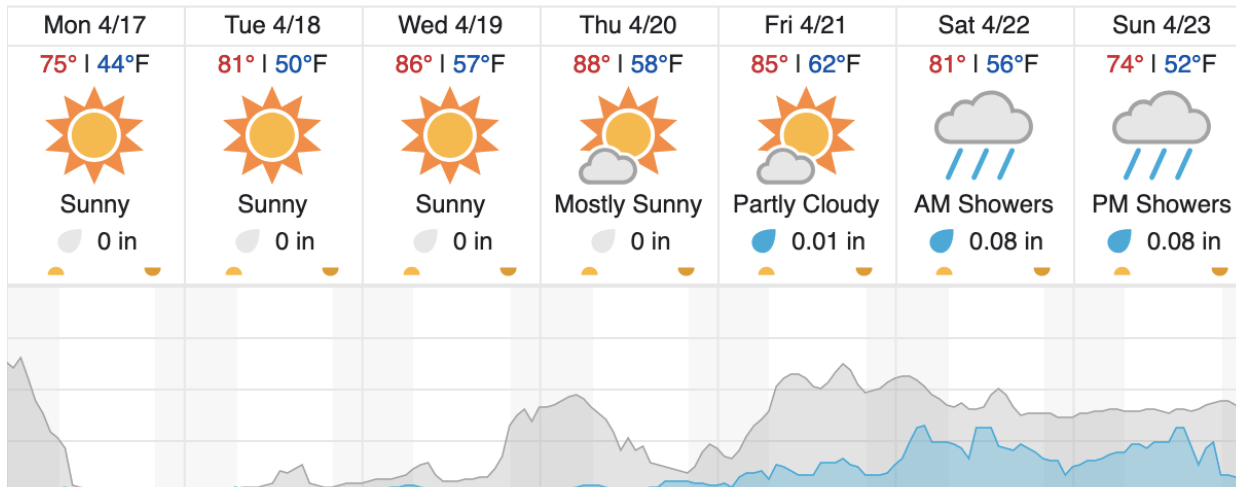 Mon 4/17 Tue 4/18 Wed 4/19 Thu 4/20 Fri 4/21 Sat 4/22 Sun 4/23
75° | 44°F 81° | 50°F 86° | 57°F 88° | 58°F 85° | 62°F 81° | 56°F 74° | 52°F
Sunny Sunny Sunny Mostly Sunny Partly Cloudy AM Showers PM Showers
0 in 0 in 0 in 0 in 0.01 in 0.08 in 0.08 in